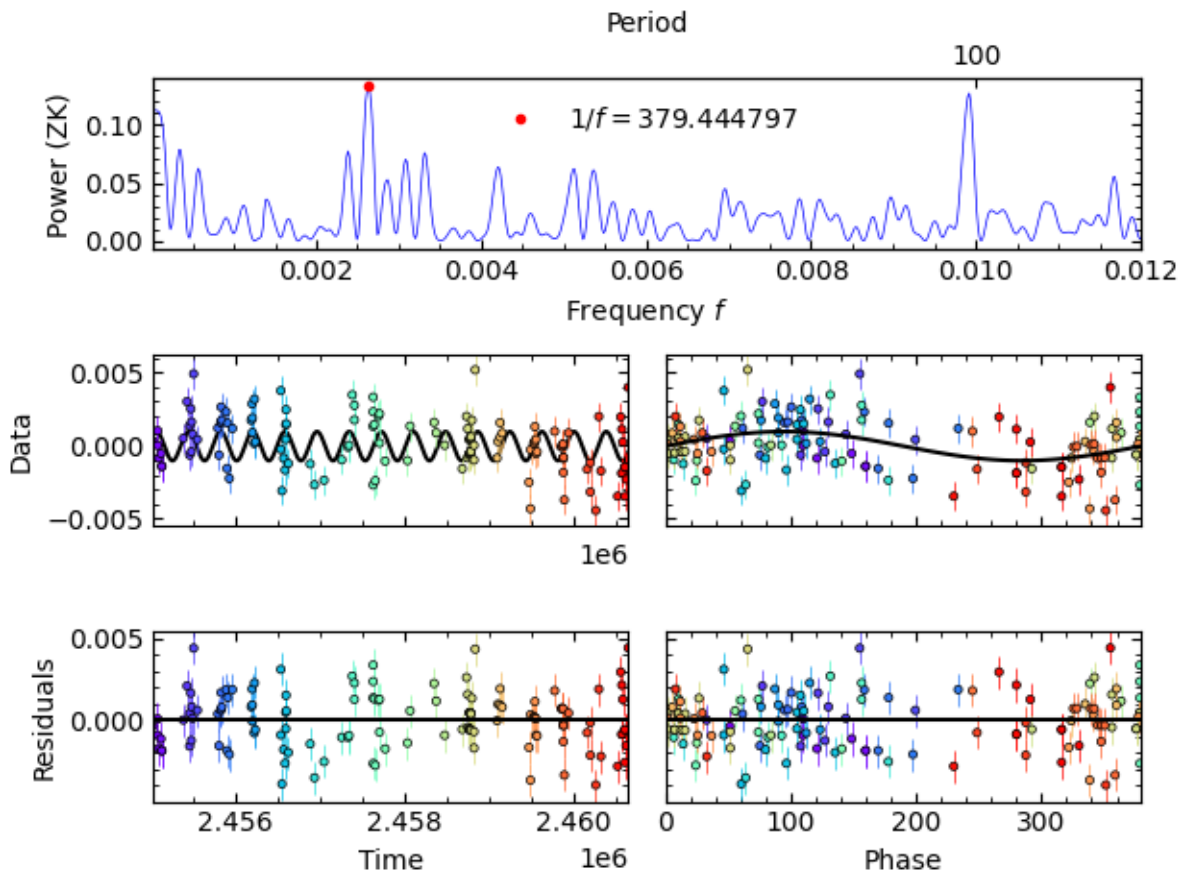 Period
100
Power (ZK)
0.10
0.05
0.00
1/f = 379.444797
0.002 0.004 0.006 0.008 0.010 0.012
Frequency f
Data
0.005
0.000
−0.005
1e6
Residuals
0.005
0.000
2.456 2.458 2.460
Time
1e6
0 100 200 300
Phase